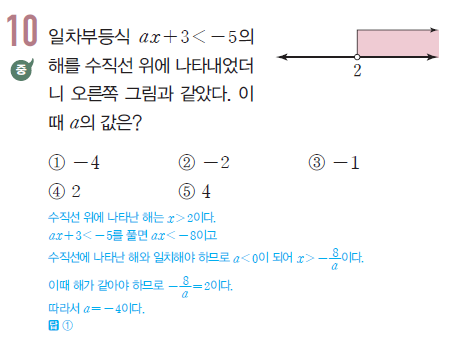 10
중
일차부등식 ax+3<-5의
해를 수직선 위에 나타내었더
니 오른쪽 그림과 같았다. 이
때 a의 값은?
2
① -4 ② -2 ③ -1
④ 2 ⑤ 4
수직선 위에 나타난 해는 x>2이다.
ax+3<-5를 풀면 ax<-8이고
수직선에 나타난 해와 일치해야 하므로 a<0이 되어 x>-8/a이다.
이때 해가 같아야 하므로 -8/a=2이다.
따라서 a=-4이다.
답 ①